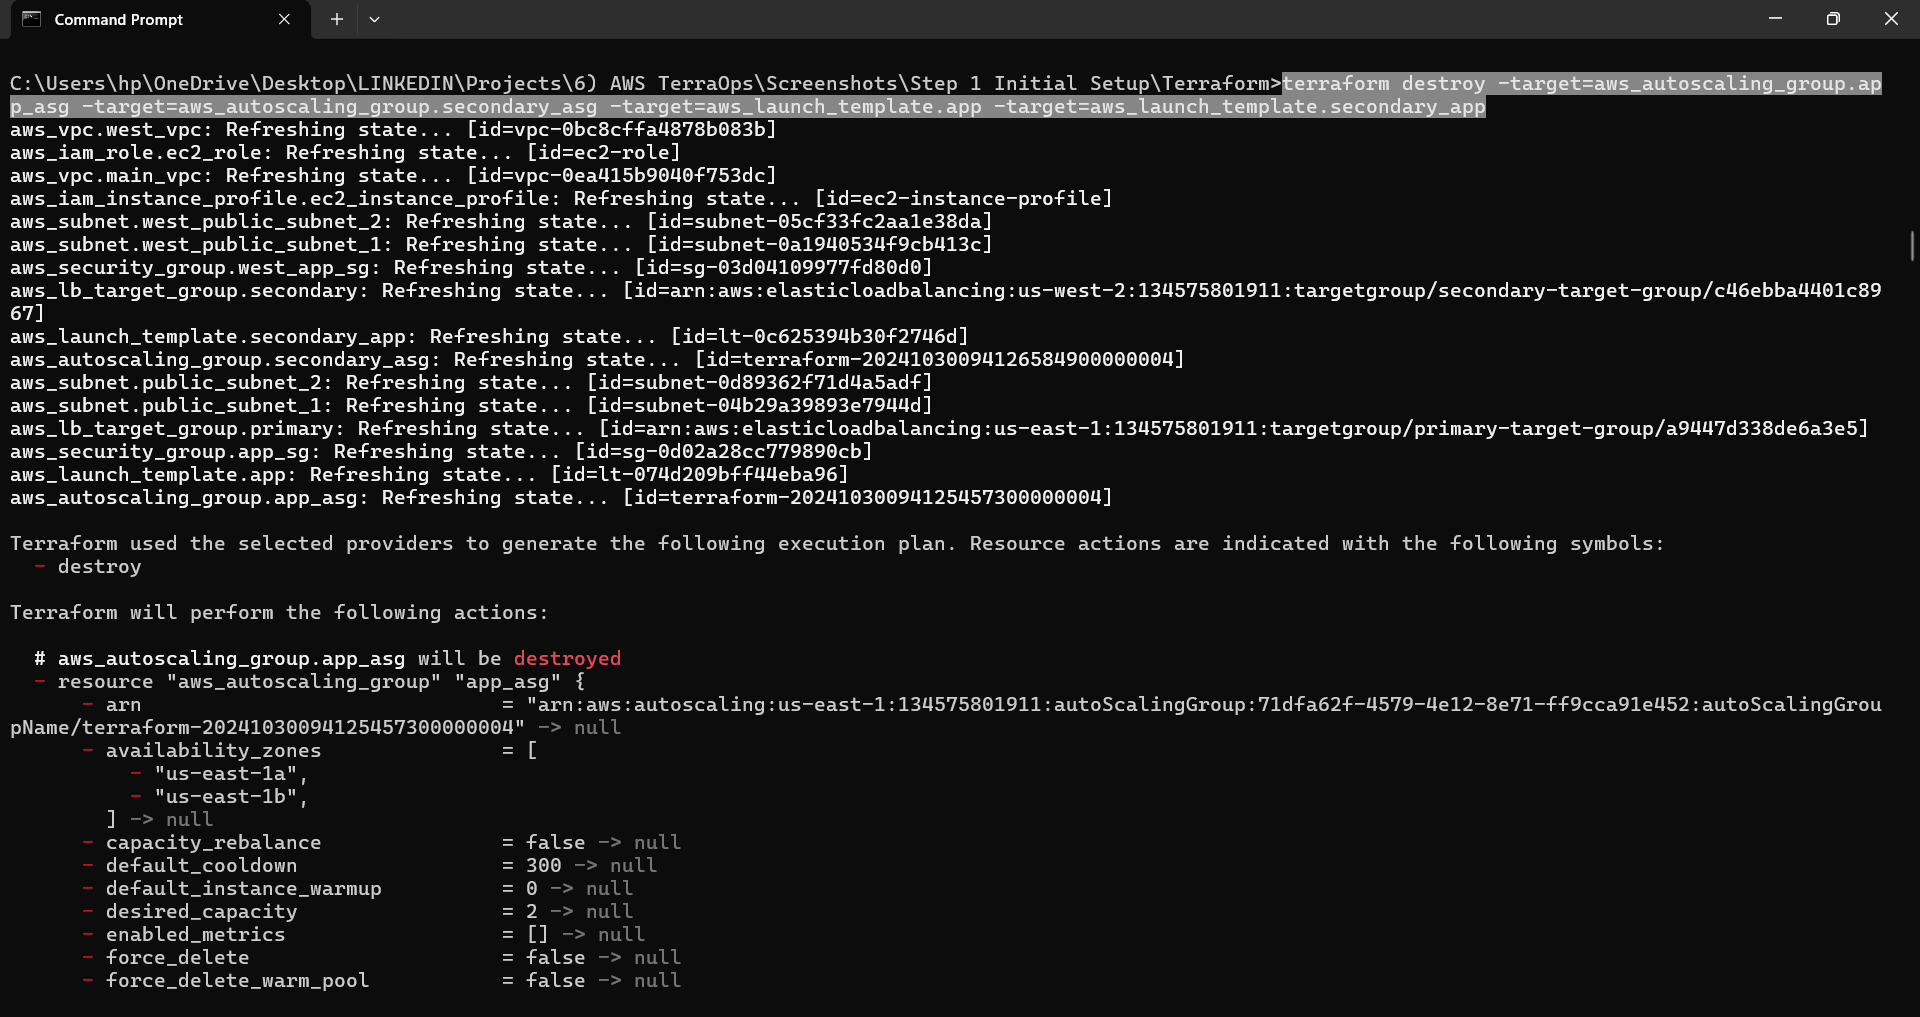 Command Prompt
C:\Users\hp\OneDrive\Desktop\LINKEDIN\Projects\6) AWS TerraOps\Screenshots\Step 1 Initial Setup\Terraform>terraform destroy -target=aws_autoscaling_group.ap
p_asg -target=aws_autoscaling_group.secondary_asg -target=aws_launch_template.app -target=aws_launch_template.secondary_app
aws_vpc.west_vpc: Refreshing state... [id=vpc-0bc8cffa4878b083b]
aws_iam_role.ec2_role: Refreshing state... [id=ec2-role]
aws_vpc.main_vpc: Refreshing state... [id=vpc-0ea415b9040f753dc]
aws_iam_instance_profile.ec2_instance_profile: Refreshing state... [id=ec2-instance-profile]
aws_subnet.west_public_subnet_2: Refreshing state... [id=subnet-05cf33fc2aa1e38da]
aws_subnet.west_public_subnet_1: Refreshing state... [id=subnet-0a1940534f9cb413c]
aws_security_group.west_app_sg: Refreshing state... [id=sg-03d04109977fd80d0]
aws_lb_target_group.secondary: Refreshing state... [id=arn:aws:elasticloadbalancing:us-west-2:134575801911:targetgroup/secondary-target-group/c46ebba4401c89
67]
aws_launch_template.secondary_app: Refreshing state... [id=lt-0c625394b30f2746d]
aws_autoscaling_group.secondary_asg: Refreshing state... [id=terraform-20241030094126584900000004]
aws_subnet.public_subnet_2: Refreshing state... [id=subnet-0d89362f71d4a5adf]
aws_subnet.public_subnet_1: Refreshing state... [id=subnet-04b29a39893e7944d]
aws_lb_target_group.primary: Refreshing state... [id=arn:aws:elasticloadbalancing:us-east-1:134575801911:targetgroup/primary-target-group/a9447d338de6a3e5]
aws_security_group.app_sg: Refreshing state... [id=sg-0d02a28cc779890cb]
aws_launch_template.app: Refreshing state... [id=lt-074d209bff44eba96]
aws_autoscaling_group.app_asg: Refreshing state... [id=terraform-20241030094125457300000004]
Terraform used the selected providers to generate the following execution plan. Resource actions are indicated with the following symbols:
- destroy
Terraform will perform the following actions:
# aws_autoscaling_group.app_asg will be destroyed
- resource "aws_autoscaling_group" "app_asg" {
- arn = "arn:aws:autoscaling:us-east-1:134575801911:autoScalingGroup:71dfa62f-4579-4e12-8e71-ff9cca91e452:autoScalingGrou
pName/terraform-20241030094125457300000004" -> null
- availability_zones = [
- "us-east-1a",
- "us-east-1b",
] -> null
- capacity_rebalance = false -> null
- default_cooldown = 300 -> null
- default_instance_warmup = 0 -> null
- desired_capacity = 2 -> null
- enabled_metrics = [] -> null
- force_delete = false -> null
- force_delete_warm_pool = false -> null